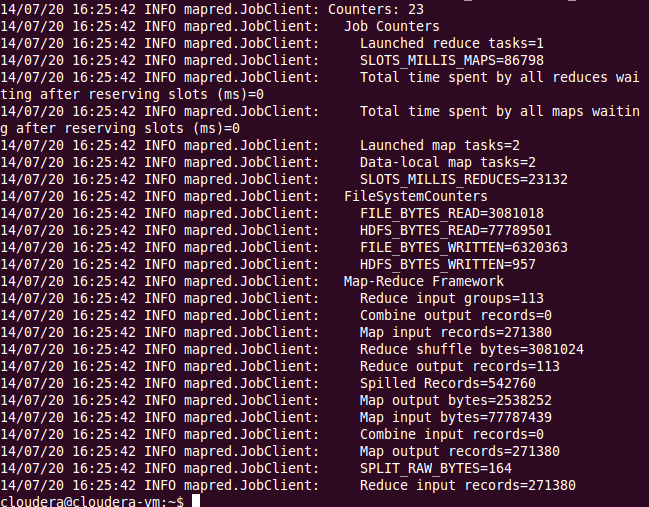 14/07/20 16:25:42 INFO mapred.JobClient: Counters: 23
14/07/20 16:25:42 INFO mapred.JobClient:   Job Counters
14/07/20 16:25:42 INFO mapred.JobClient:     Launched reduce tasks=1
14/07/20 16:25:42 INFO mapred.JobClient:     SLOTS_MILLIS_MAPS=86798
14/07/20 16:25:42 INFO mapred.JobClient:     Total time spent by all reduces wai
ting after reserving slots (ms)=0
14/07/20 16:25:42 INFO mapred.JobClient:     Total time spent by all maps waitin
g after reserving slots (ms)=0
14/07/20 16:25:42 INFO mapred.JobClient:     Launched map tasks=2
14/07/20 16:25:42 INFO mapred.JobClient:     Data-local map tasks=2
14/07/20 16:25:42 INFO mapred.JobClient:     SLOTS_MILLIS_REDUCES=23132
14/07/20 16:25:42 INFO mapred.JobClient:   FileSystemCounters
14/07/20 16:25:42 INFO mapred.JobClient:     FILE_BYTES_READ=3081018
14/07/20 16:25:42 INFO mapred.JobClient:     HDFS_BYTES_READ=77789501
14/07/20 16:25:42 INFO mapred.JobClient:     FILE_BYTES_WRITTEN=6320363
14/07/20 16:25:42 INFO mapred.JobClient:     HDFS_BYTES_WRITTEN=957
14/07/20 16:25:42 INFO mapred.JobClient:   Map-Reduce Framework
14/07/20 16:25:42 INFO mapred.JobClient:     Reduce input groups=113
14/07/20 16:25:42 INFO mapred.JobClient:     Combine output records=0
14/07/20 16:25:42 INFO mapred.JobClient:     Map input records=271380
14/07/20 16:25:42 INFO mapred.JobClient:     Reduce shuffle bytes=3081024
14/07/20 16:25:42 INFO mapred.JobClient:     Reduce output records=113
14/07/20 16:25:42 INFO mapred.JobClient:     Spilled Records=542760
14/07/20 16:25:42 INFO mapred.JobClient:     Map output bytes=2538252
14/07/20 16:25:42 INFO mapred.JobClient:     Map input bytes=77787439
14/07/20 16:25:42 INFO mapred.JobClient:     Combine input records=0
14/07/20 16:25:42 INFO mapred.JobClient:     Map output records=271380
14/07/20 16:25:42 INFO mapred.JobClient:     SPLIT_RAW_BYTES=164
14/07/20 16:25:42 INFO mapred.JobClient:     Reduce input records=271380
cloudera@cloudera-vm:~$